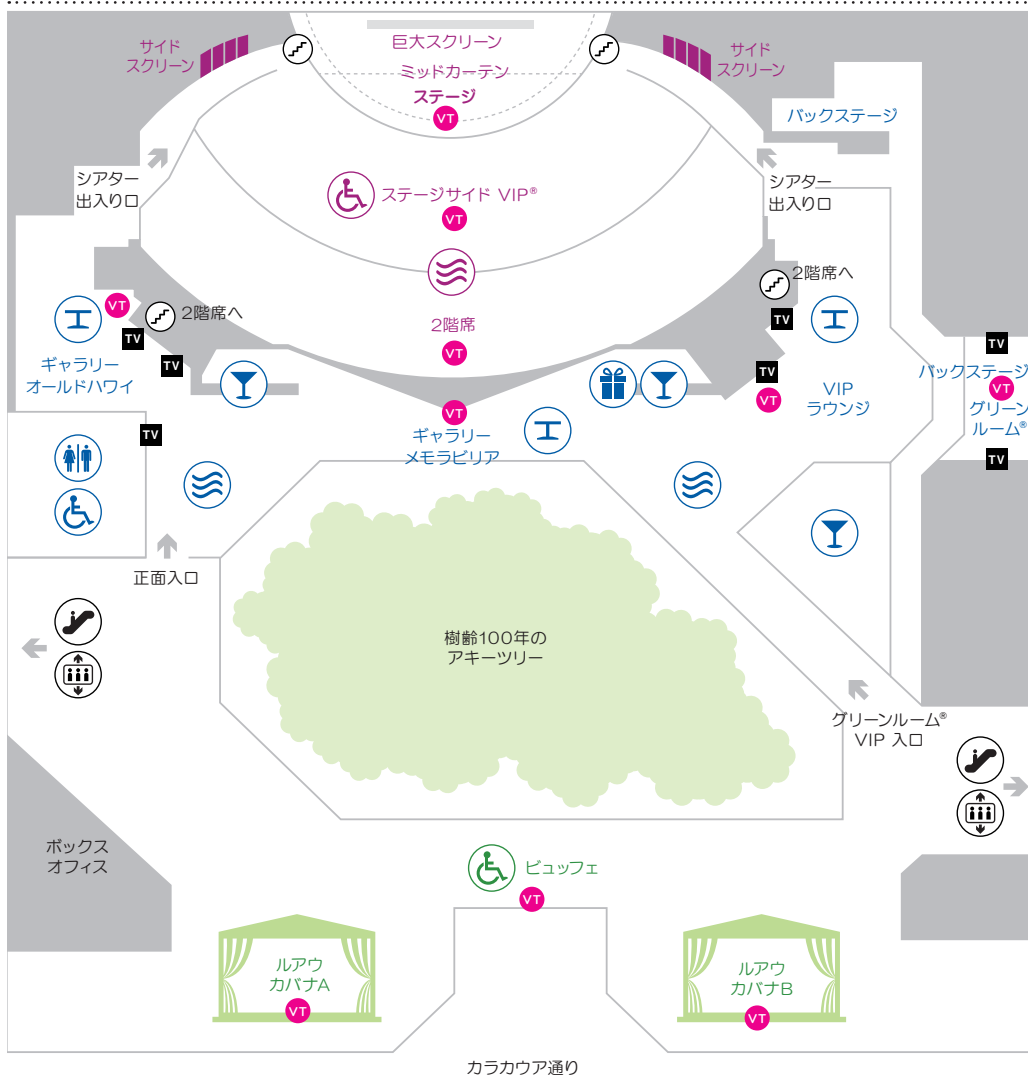 巨大スクリーン
サイド
スクリーン
サイド
スクリーン
ミッドカーテン
ステージ
VT
バックステージ
シアター
出入り口
シアター
出入り口
ステージサイド VIP®
VT
2階席へ
2階席へ
VT
TV
TV
2階席
VT
TV
TV
VT
ギャラリー
オールドハワイ
VIP
ラウンジ
TV
バックステージ
VT
グリーン
ルーム®
TV
VT
ギャラリー
メモラビリア
TV
正面入口
樹齢100年の
アキーツリー
グリーンルーム®
VIP 入口
ボックス
オフィス
ビュッフェ
VT
ルアウ
カバナA
VT
ルアウ
カバナB
VT
カラカウア通り